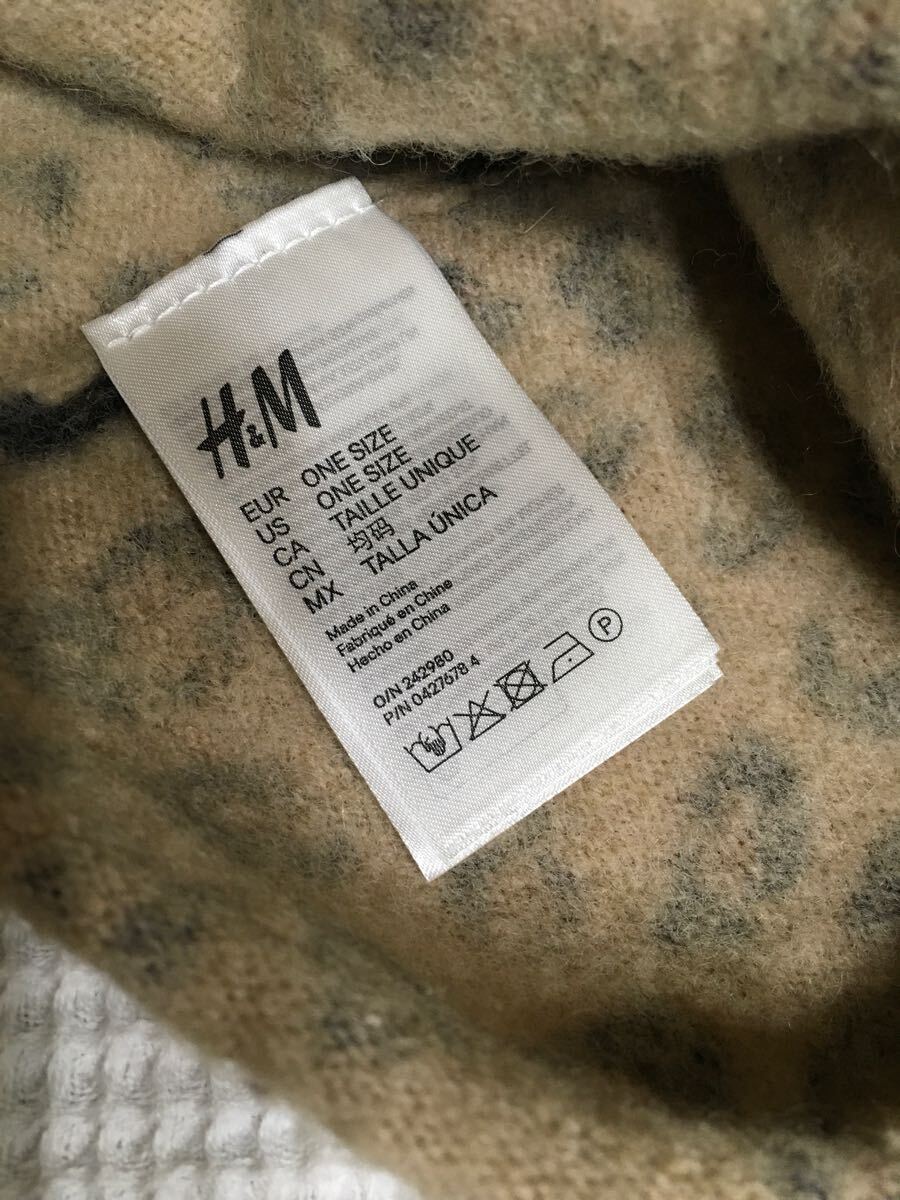 H&M
EUR ONE SIZE
US ONE SIZE
CA TAILLE UNIQUE
CN 均码
MX TALLA ÚNICA
Made in China
Fabriqué en Chine
Hecho en China
O/N 242980
P/N 0427678 4
P